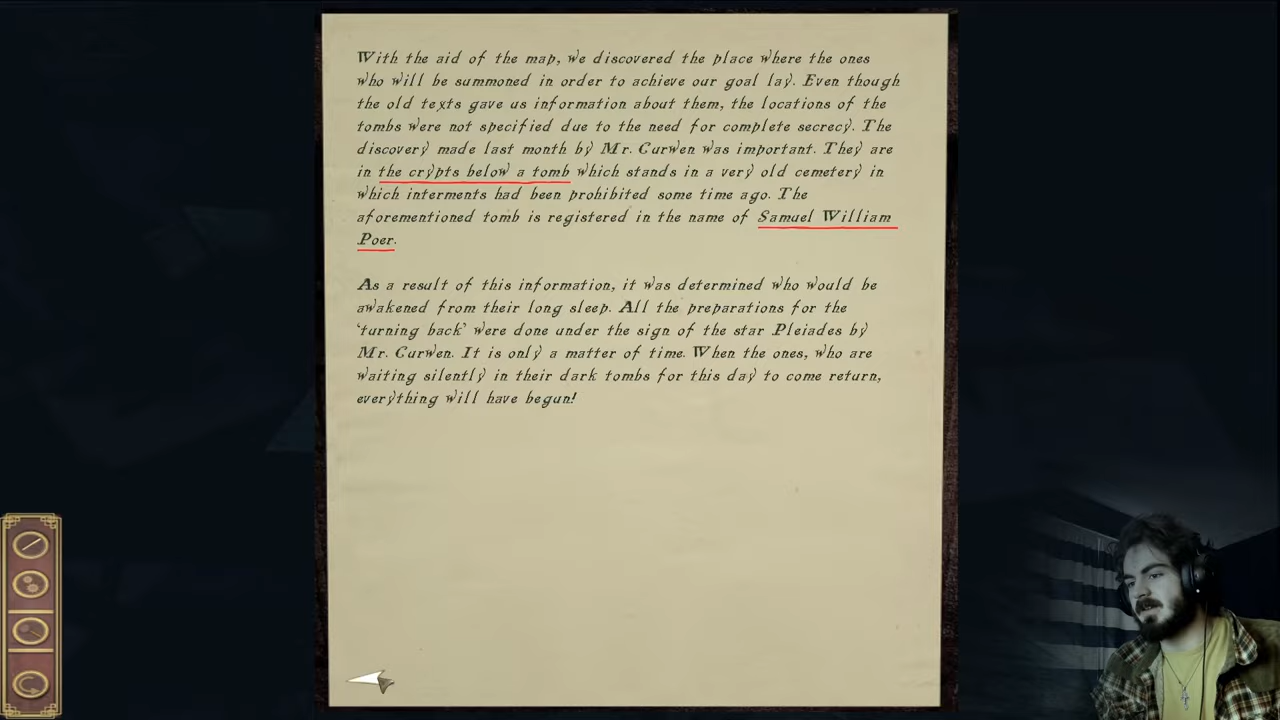 With the aid of the map, we discovered the place where the ones
who will be summoned in order to achieve our goal lay. Even though
the old texts gave us information about them, the locations of the
tombs were not specified due to the need for complete secrecy. The
discovery made last month by Mr. Curwen was important. They are
in the crypts below a tomb which stands in a very old cemetery in
which interments had been prohibited some time ago. The
aforementioned tomb is registered in the name of Samuel William
Poer.
As a result of this information, it was determined who would be
awakened from their long sleep. All the preparations for the
'turning back' were done under the sign of the star Pleiades by
Mr. Curwen. It is only a matter of time. When the ones, who are
waiting silently in their dark tombs for this day to come return,
everything will have begun!